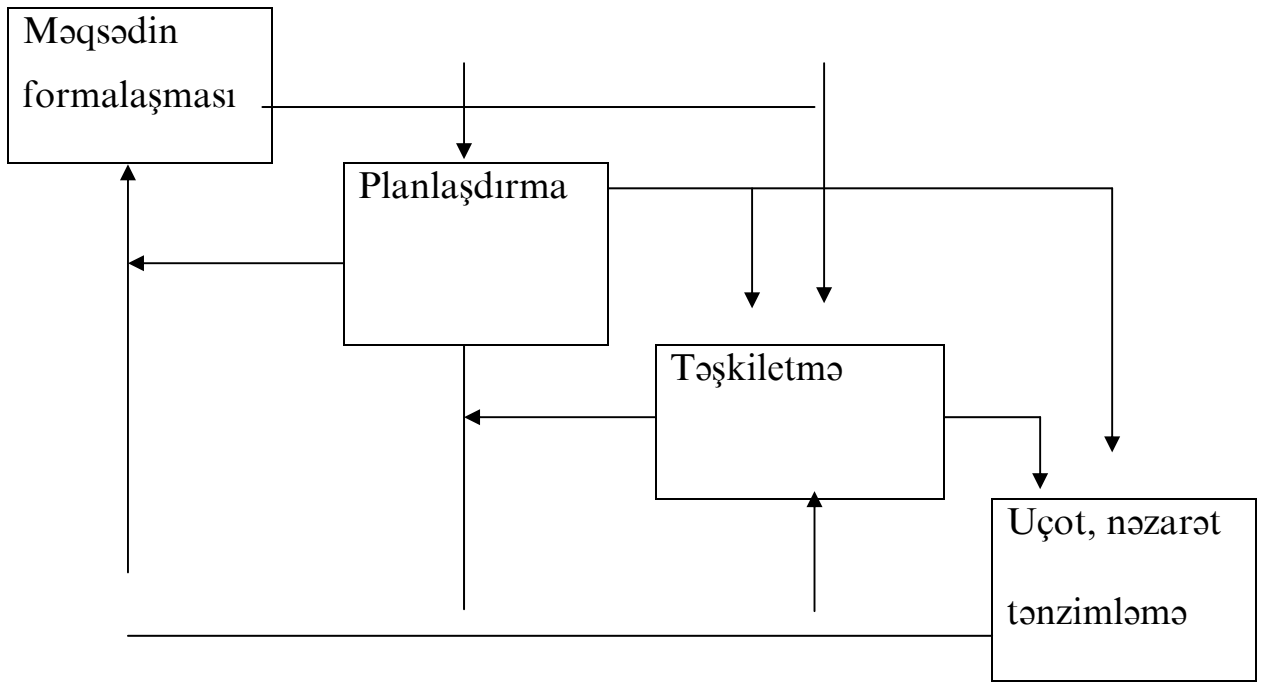 Məqsədin
formalaşması
Planlaşdırma
Təşkiletmə
Uçot, nəzarət
tənzimləmə